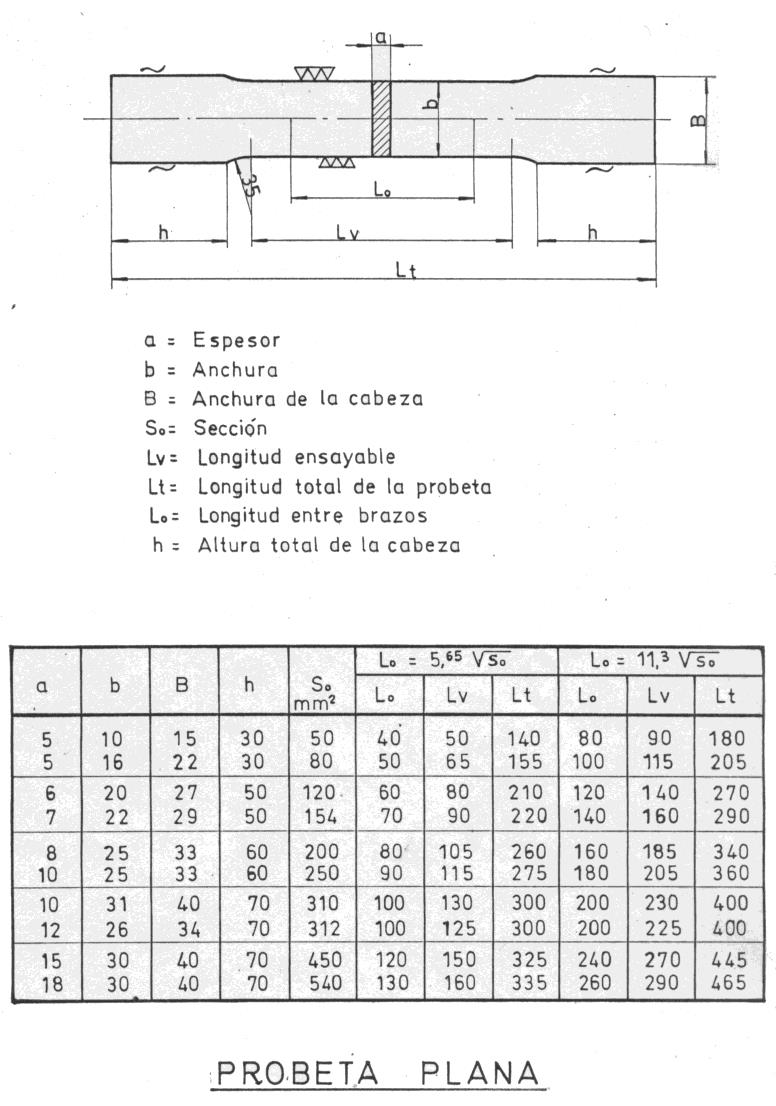 a
b
B
35
Lo
h
Lv
h
Lt
a = Espesor
b = Anchura
B = Anchura de la cabeza
So= Sección
Lv= Longitud ensayable
Lt= Longitud total de la probeta
Lo= Longitud entre brazos
h = Altura total de la cabeza
Lo = 5,65 √So Lo = 11,3 √So
a b B h So mm² Lo Lv Lt Lo Lv Lt
5 10 15 30 50 40 50 140 80 90 180
5 16 22 30 80 50 65 155 100 115 205
6 20 27 50 120 60 80 210 120 140 270
7 22 29 50 154 70 90 220 140 160 290
8 25 33 60 200 80 105 260 160 185 340
10 25 33 60 250 90 115 275 180 205 360
10 31 40 70 310 100 130 300 200 230 400
12 26 34 70 312 100 125 300 200 225 400
15 30 40 70 450 120 150 325 240 270 445
18 30 40 70 540 130 160 335 260 290 465
PROBETA PLANA